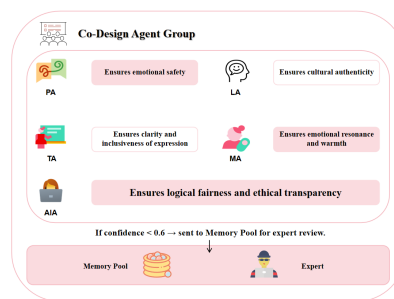 Co-Design Agent Group
Ensures emotional safety
Ensures cultural authenticity
PA
LA
Ensures clarity and
inclusiveness of expression
Ensures emotional resonance
and warmth
TA
MA
Ensures logical fairness and ethical transparency
AIA
If confidence < 0.6 → sent to Memory Pool for expert review.
Memory Pool
Expert